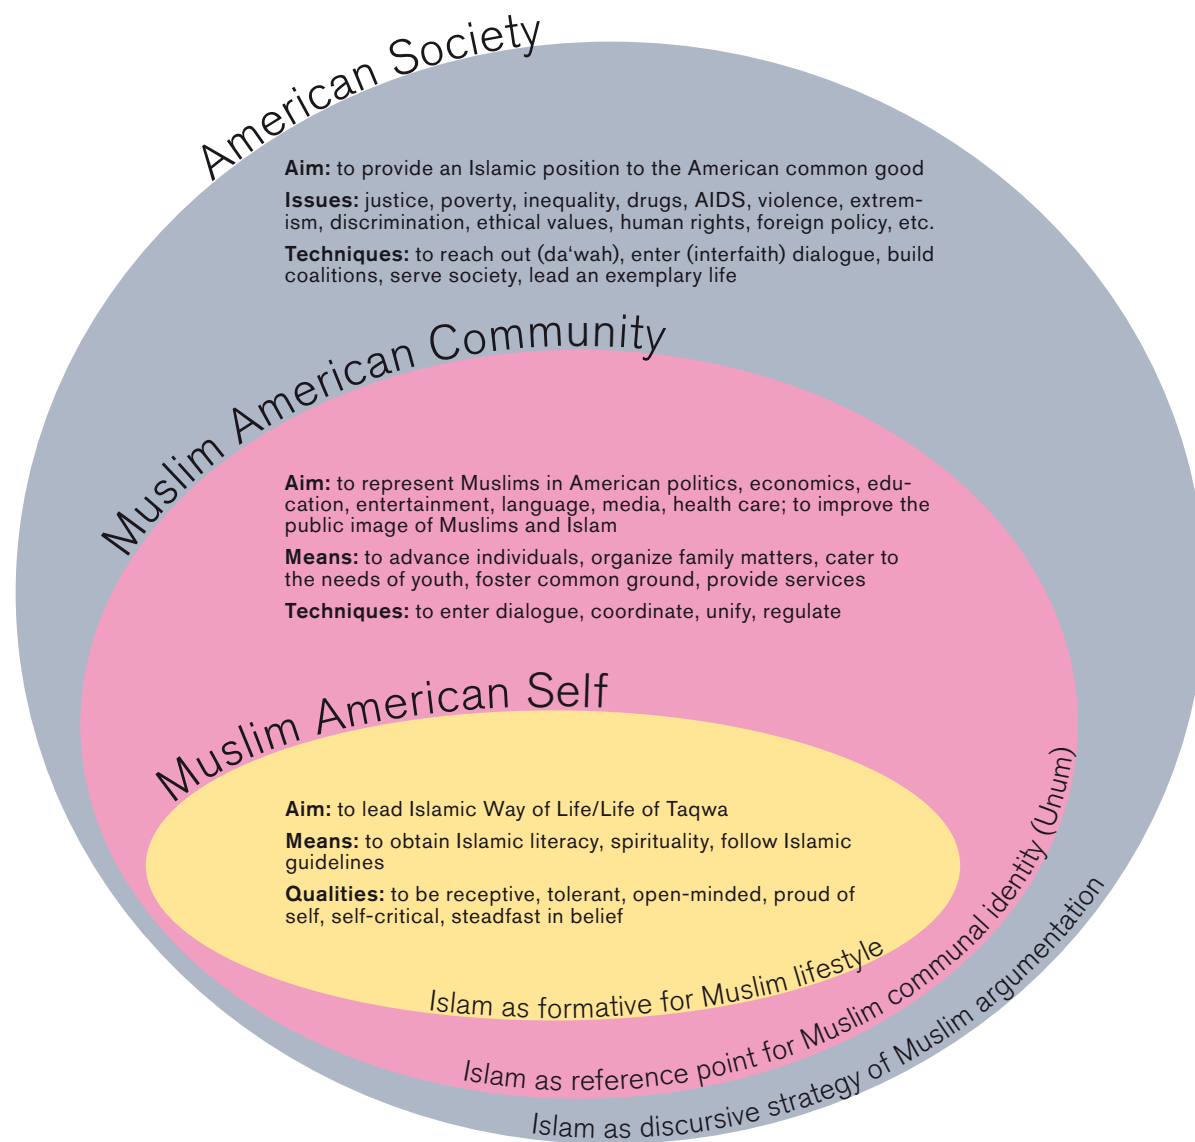 American Society
Aim: to provide an Islamic position to the American common good
Issues: justice, poverty, inequality, drugs, AIDS, violence, extrem-
ism, discrimination, ethical values, human rights, foreign policy, etc.
Techniques: to reach out (da‘wah), enter (interfaith) dialogue, build
coalitions, serve society, lead an exemplary life
Muslim American Community
Aim: to represent Muslims in American politics, economics, edu-
cation, entertainment, language, media, health care; to improve the
public image of Muslims and Islam
Means: to advance individuals, organize family matters, cater to
the needs of youth, foster common ground, provide services
Techniques: to enter dialogue, coordinate, unify, regulate
Muslim American Self
Aim: to lead Islamic Way of Life/Life of Taqwa
Means: to obtain Islamic literacy, spirituality, follow Islamic
guidelines
Qualities: to be receptive, tolerant, open-minded, proud of
self, self-critical, steadfast in belief
Islam as formative for Muslim lifestyle
Islam as reference point for Muslim communal identity (Unum)
Islam as discursive strategy of Muslim argumentation